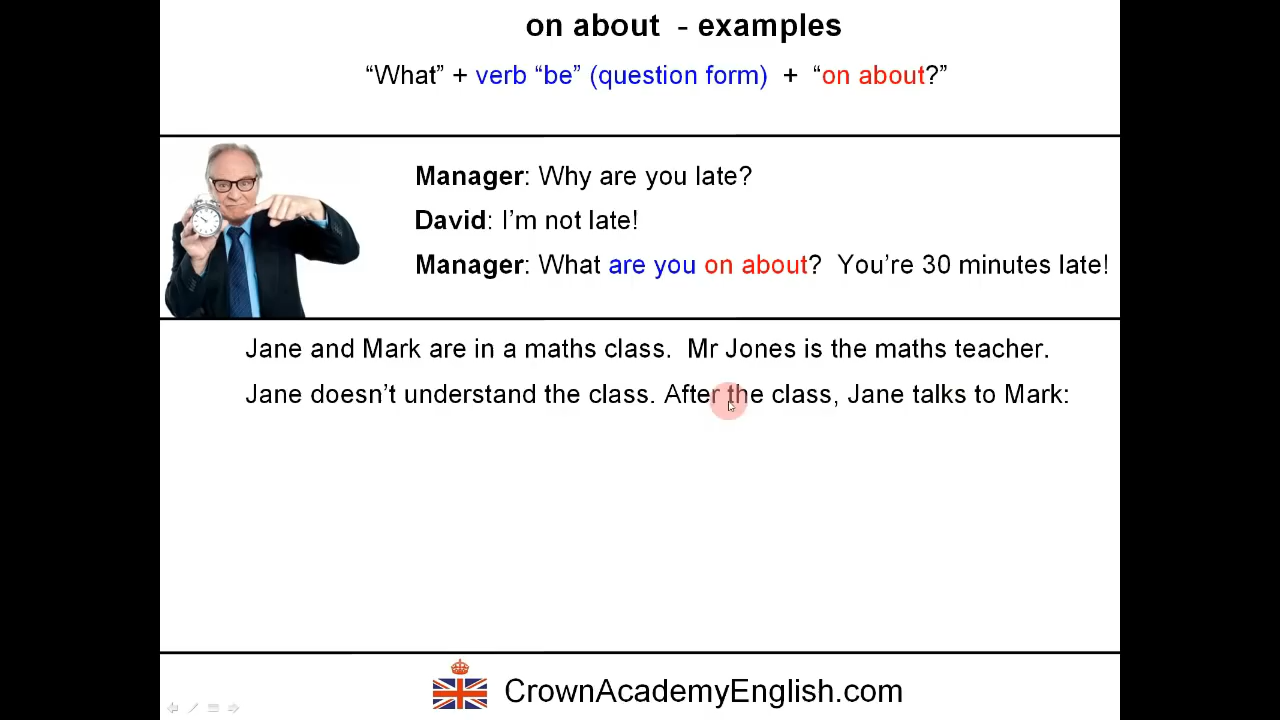 on about - examples
“What” + verb “be” (question form) + “on about?”
Manager: Why are you late?
David: I’m not late!
Manager: What are you on about? You’re 30 minutes late!
Jane and Mark are in a maths class. Mr Jones is the maths teacher.
Jane doesn’t understand the class. After the class, Jane talks to Mark:
CrownAcademyEnglish.com